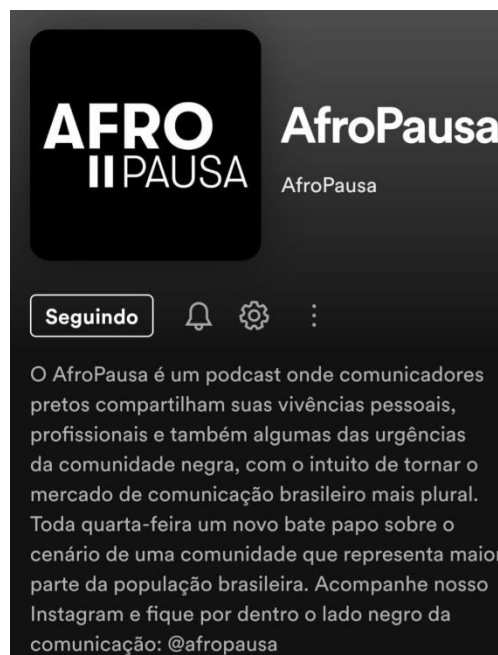 AFRO
PAUSA
AfroPausa
AfroPausa
Seguindo
O AfroPausa é um podcast onde comunicadores
pretos compartilham suas vivências pessoais,
profissionais e também algumas das urgências
da comunidade negra, com o intuito de tornar o
mercado de comunicação brasileiro mais plural.
Toda quarta-feira um novo bate papo sobre o
cenário de uma comunidade que representa maior
parte da população brasileira. Acompanhe nosso
Instagram e fique por dentro o lado negro da
comunicação: @afropausa